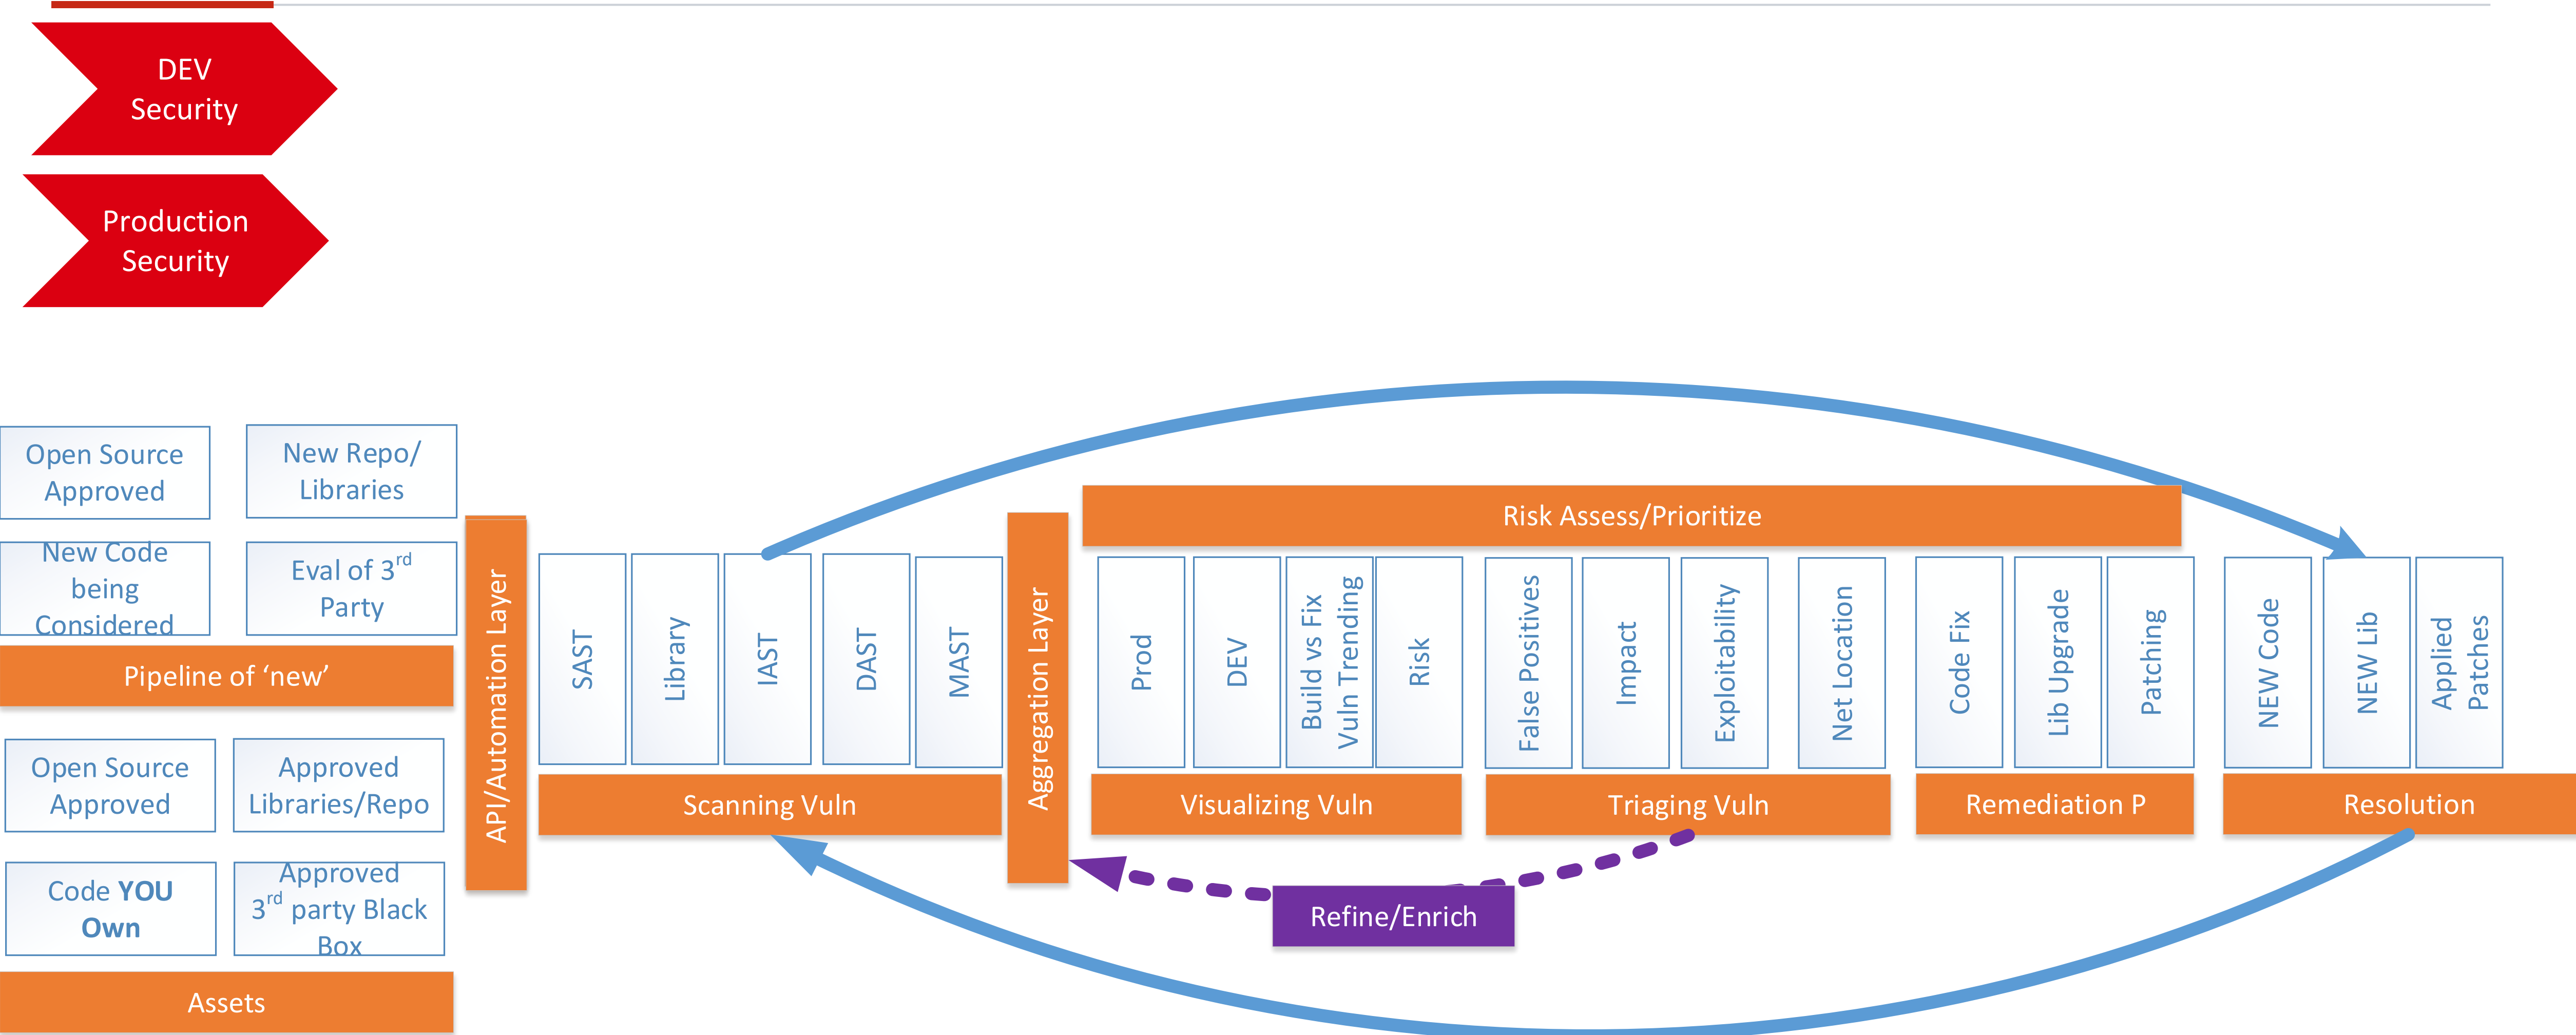 DEV
Security
Production
Security
Open Source
Approved
New Repo/
Libraries
New Code
being
Considered
Eval of 3rd
Party
Pipeline of ‘new’
Open Source
Approved
Approved
Libraries/Repo
Code YOU
Own
Approved
3rd party Black
Box
Assets
API/Automation Layer
SAST
Library
IAST
DAST
MAST
Scanning Vuln
Aggregation Layer
Risk Assess/Prioritize
Prod
DEV
Build vs Fix
Vuln Trending
Risk
Visualizing Vuln
False Positives
Impact
Exploitability
Net Location
Triaging Vuln
Code Fix
Lib Upgrade
Patching
Remediation P
NEW Code
NEW Lib
Applied
Patches
Resolution
Refine/Enrich